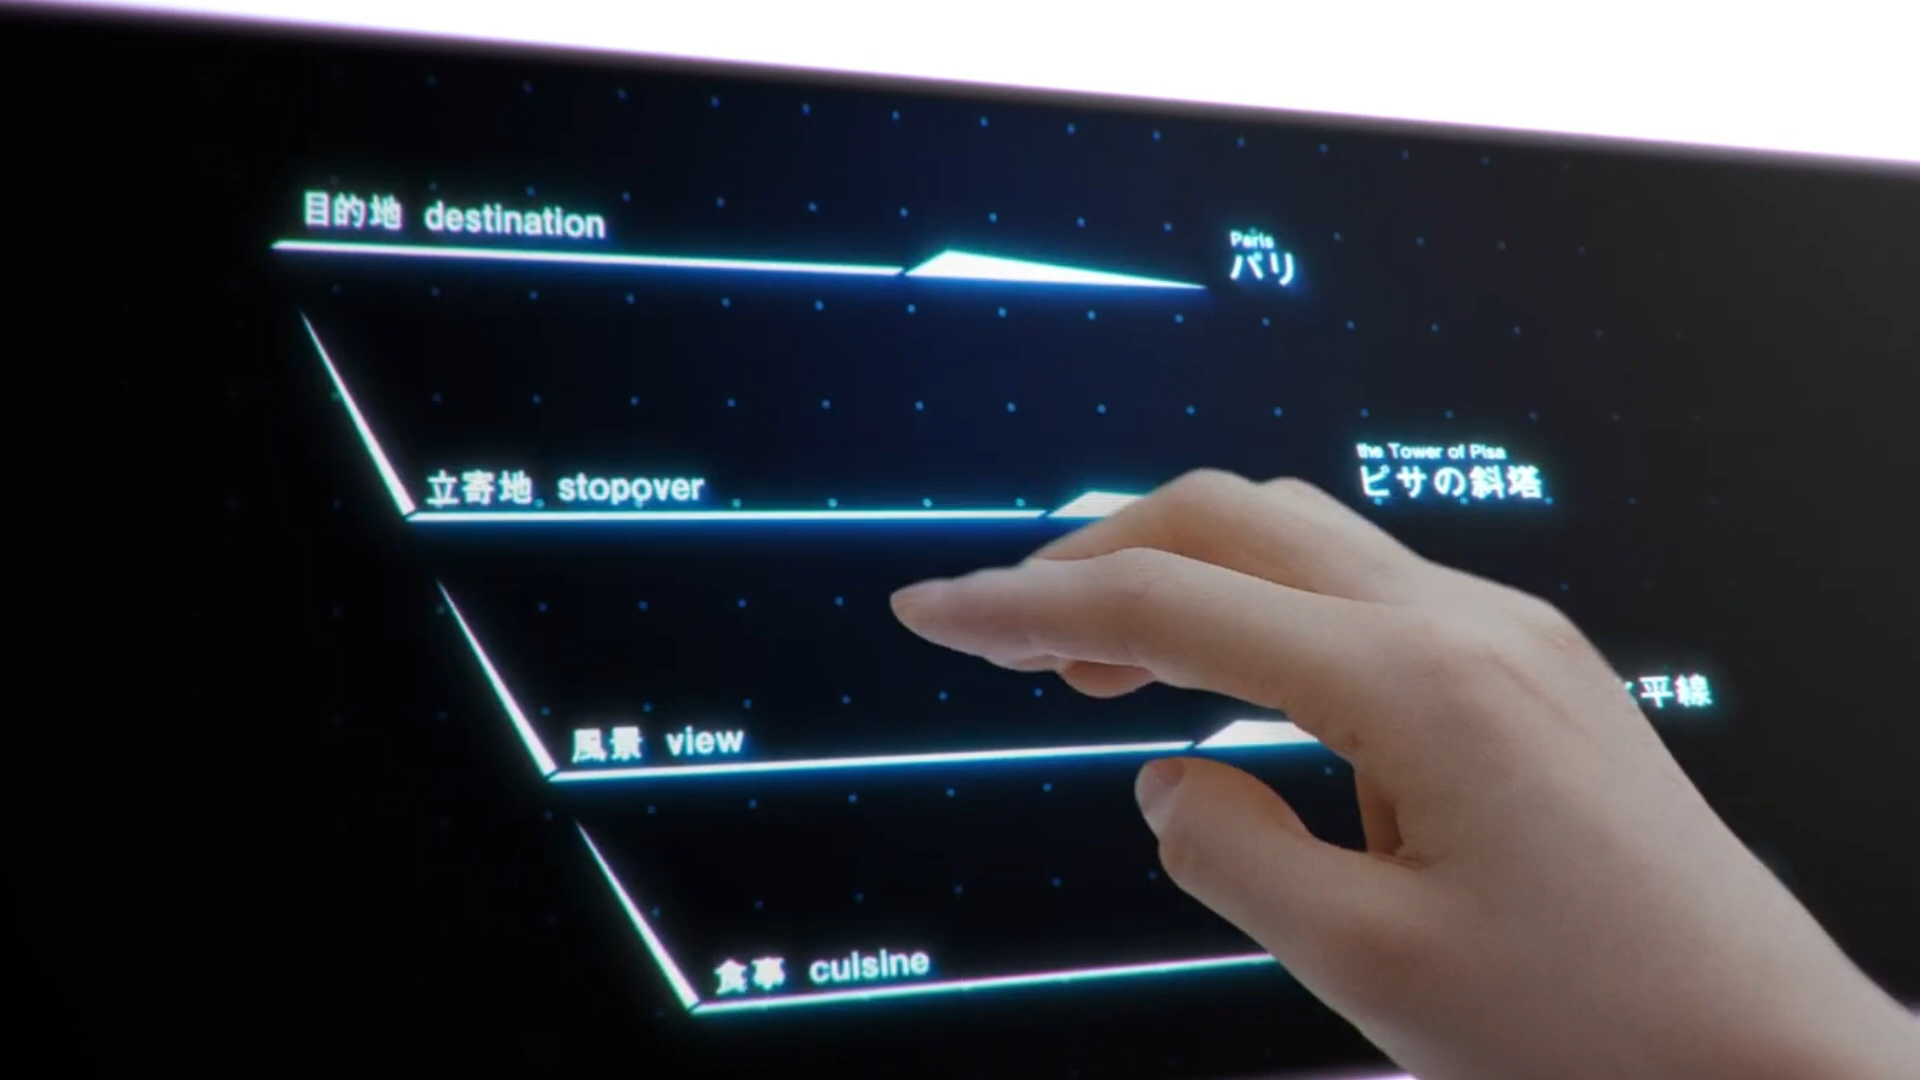 目的地 destination
Paris
パリ
立寄地 stopover
the Tower of Pisa
ピサの斜塔
風景 view
平線
食事 cuisine